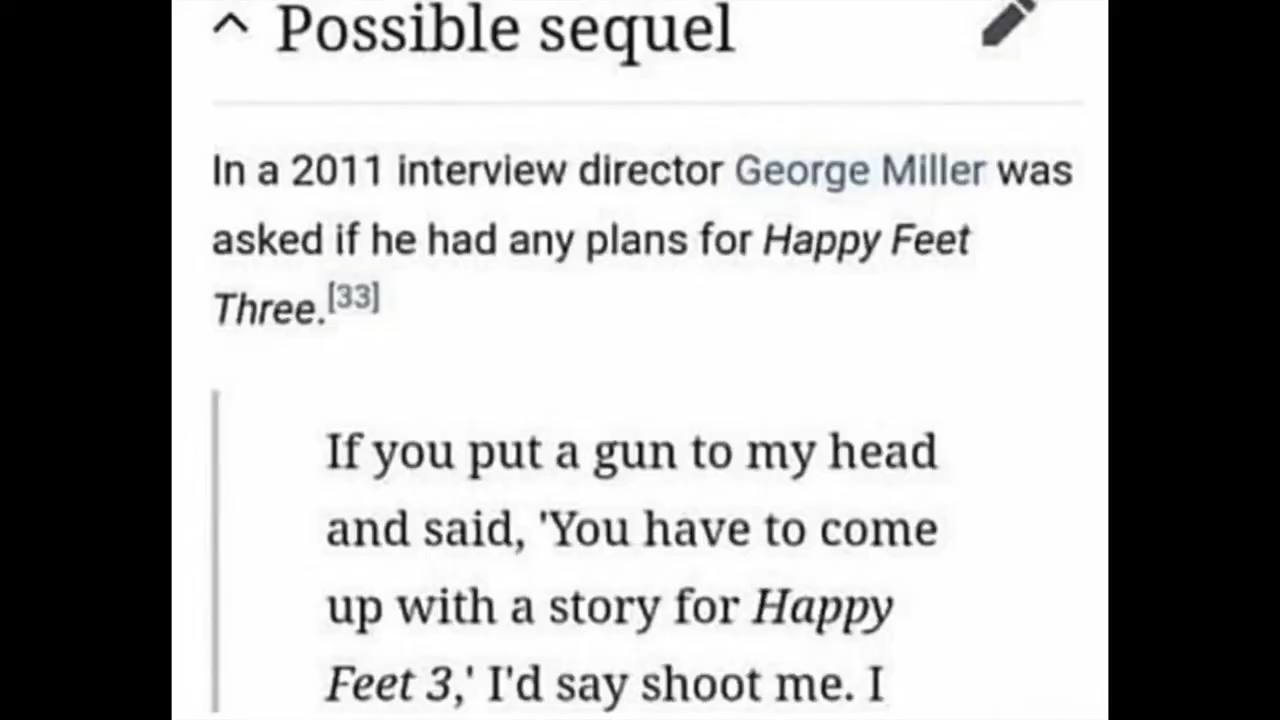 Possible sequel
In a 2011 interview director George Miller was
asked if he had any plans for Happy Feet
Three.[33]
If you put a gun to my head
and said, 'You have to come
up with a story for Happy
Feet 3,' I'd say shoot me. I